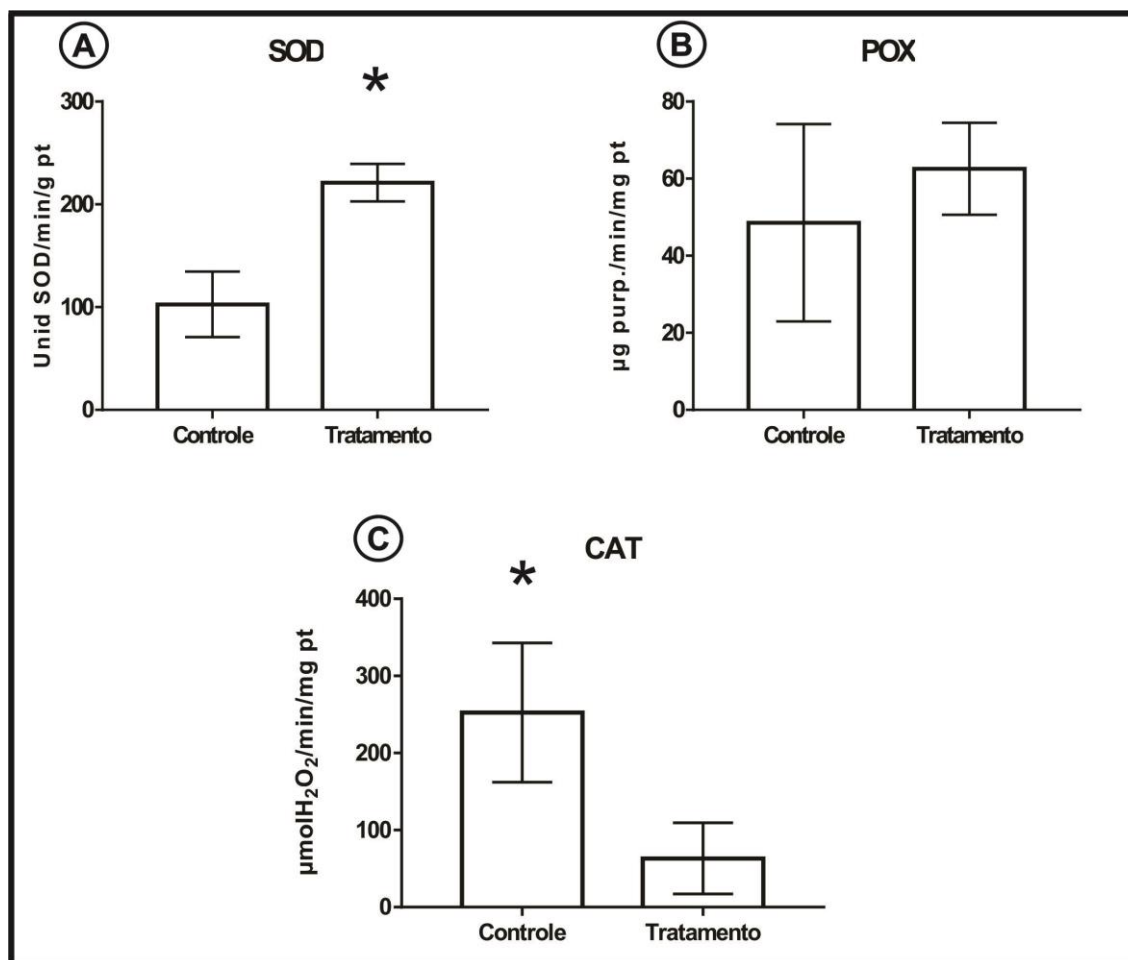 A
SOD
*
Unid SOD/min/g pt
300
200
100
0
Controle
Tratamento
B
POX
µg purp./min/mg pt
80
60
40
20
0
Controle
Tratamento
C
CAT
*
µmolH₂O₂/min/mg pt
400
300
200
100
0
Controle
Tratamento